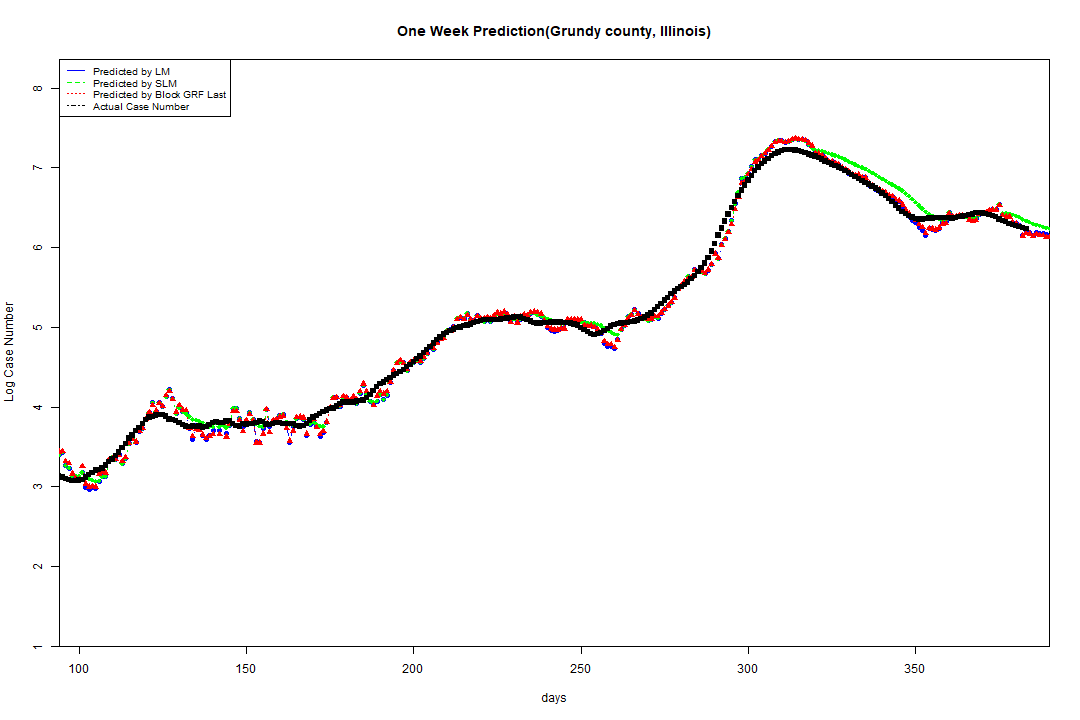 One Week Prediction(Grundy county, Illinois)
Predicted by LM
Predicted by SLM
Predicted by Block GRF Last
Actual Case Number
8
7
6
5
4
3
2
1
Log Case Number
100 150 200 250 300 350
days